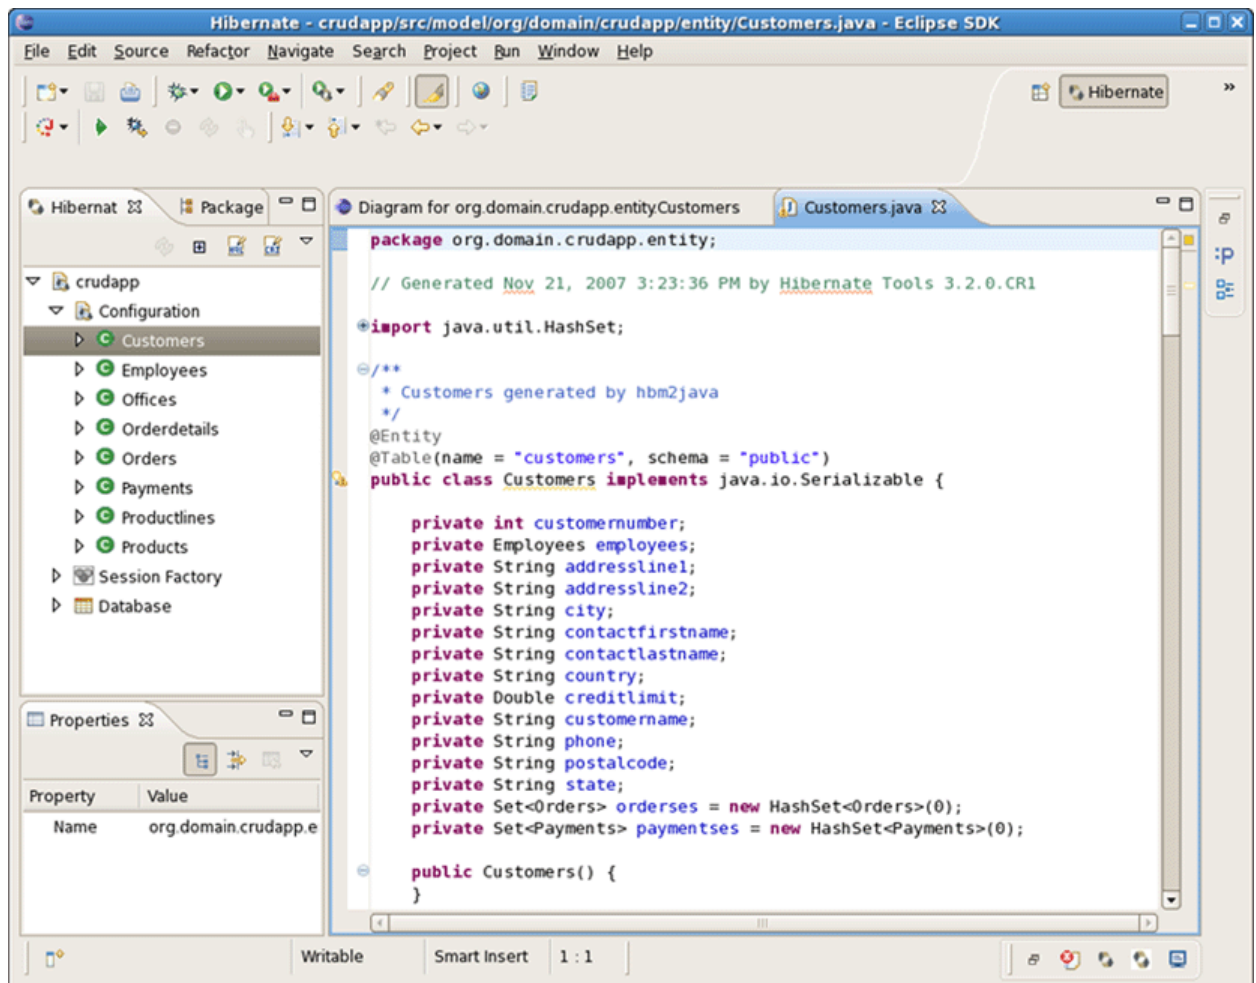 Hibernate - crudapp/src/model/org/domain/crudapp/entity/Customers.java - Eclipse SDK
File Edit Source Refactor Navigate Search Project Run Window Help
Hibernate
»
Hibernat
Package
Diagram for org.domain.crudapp.entity.Customers
Customers.java
crudapp
Configuration
Customers
Employees
Offices
Orderdetails
Orders
Payments
Productlines
Products
Session Factory
Database
package org.domain.crudapp.entity;
// Generated Nov 21, 2007 3:23:36 PM by Hibernate Tools 3.2.0.CR1
import java.util.HashSet;
/**
 * Customers generated by hbm2java
 */
@Entity
@Table(name = "customers", schema = "public")
public class Customers implements java.io.Serializable {
    private int customernumber;
    private Employees employees;
    private String addressline1;
    private String addressline2;
    private String city;
    private String contactfirstname;
    private String contactlastname;
    private String country;
    private Double creditlimit;
    private String customername;
    private String phone;
    private String postalcode;
    private String state;
    private Set<Orders> orderses = new HashSet<Orders>(0);
    private Set<Payments> paymentses = new HashSet<Payments>(0);
    public Customers() {
    }
:P
Properties
Property Value
Name org.domain.crudapp.e
Writable Smart Insert 1 : 1